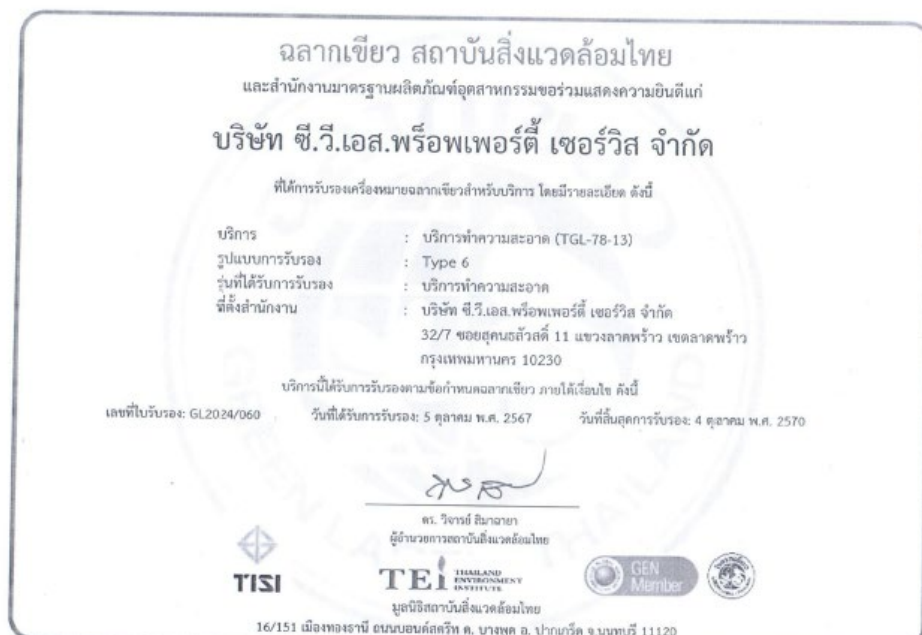 ฉลากเขียว สถาบันสิ่งแวดล้อมไทย
และสำนักงานมาตรฐานผลิตภัณฑ์อุตสาหกรรมขอร่วมแสดงความยินดีแก่
บริษัท ซี.วี.เอส.พร็อพเพอร์ตี้ เซอร์วิส จำกัด
ที่ได้การรับรองเครื่องหมายฉลากเขียวสำหรับบริการ โดยมีรายละเอียด ดังนี้
บริการ : บริการทำความสะอาด (TGL-78-13)
รูปแบบการรับรอง : Type 6
รุ่นที่ได้รับการรับรอง : บริการทำความสะอาด
ที่ตั้งสำนักงาน : บริษัท ซี.วี.เอส.พร็อพเพอร์ตี้ เซอร์วิส จำกัด
32/7 ซอยสุคนธสวัสดิ์ 11 แขวงลาดพร้าว เขตลาดพร้าว
กรุงเทพมหานคร 10230
บริการนี้ได้รับการรับรองตามข้อกำหนดฉลากเขียว ภายใต้เงื่อนไข ดังนี้
เลขที่ใบรับรอง: GL2024/060 วันที่ได้รับการรับรอง: 5 ตุลาคม พ.ศ. 2567 วันที่สิ้นสุดการรับรอง: 4 ตุลาคม พ.ศ. 2570
ดร. วิจารย์ สิมาฉายา
ผู้อำนวยการสถาบันสิ่งแวดล้อมไทย
TISI
TEI THAILAND ENVIRONMENT INSTITUTE
GEN Member
มูลนิธิสถาบันสิ่งแวดล้อมไทย
16/151 เมืองทองธานี ถนนบอนด์สตรีท ต. บางพูด อ. ปากเกร็ด จ.นนทบุรี 11120
GREEN LABEL THAILAND